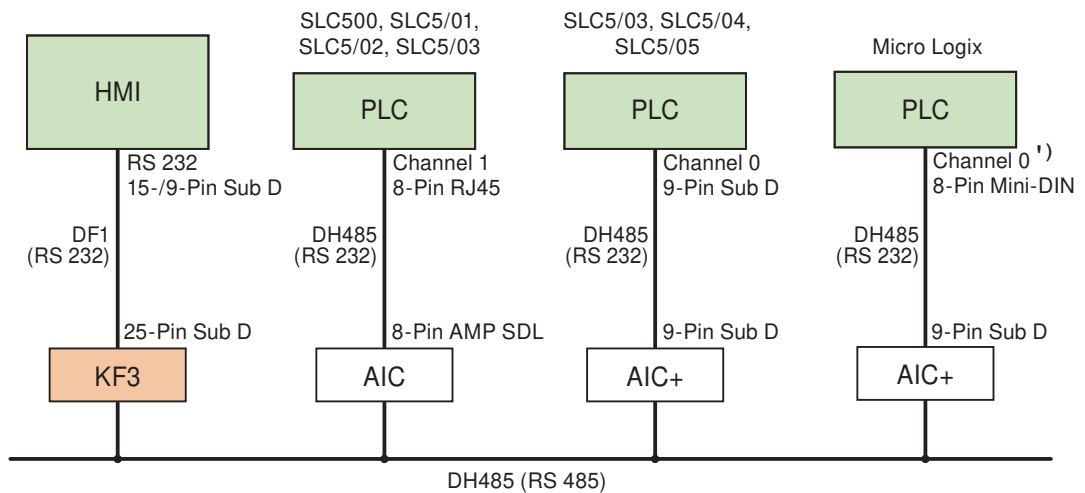 HMI
RS 232
15-/9-Pin Sub D
DF1
(RS 232)
25-Pin Sub D
KF3
SLC500, SLC5/01,
SLC5/02, SLC5/03
PLC
Channel 1
8-Pin RJ45
DH485
(RS 232)
8-Pin AMP SDL
AIC
SLC5/03, SLC5/04,
SLC5/05
PLC
Channel 0
9-Pin Sub D
DH485
(RS 232)
9-Pin Sub D
AIC+
Micro Logix
PLC
Channel 0 ')
8-Pin Mini-DIN
DH485
(RS 232)
9-Pin Sub D
AIC+
DH485 (RS 485)